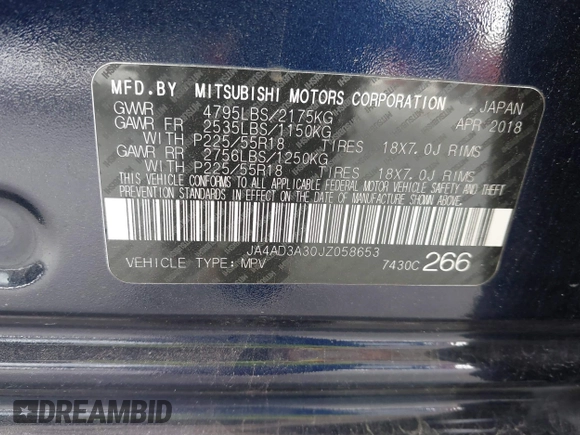 MFD.BY MITSUBISHI MOTORS CORPORATION , JAPAN
GVWR 4795LBS/2175KG APR 2018
GAWR FR 2535LBS/1150KG
WITH P225/55R18 TIRES 18X7.0J RIMS
GAWR RR 2756LBS/1250KG
WITH P225/55R18 TIRES 18X7.0J RIMS
THIS VEHICLE CONFORMS TO ALL APPLICABLE FEDERAL MOTOR VEHICLE SAFETY AND THEFT
PREVENTION STANDARDS IN EFFECT ON THE DATE OF MANUFACTURE SHOWN ABOVE.
JA4AD3A30JZ058653
VEHICLE TYPE: MPV 7430C 266
DREAMBID